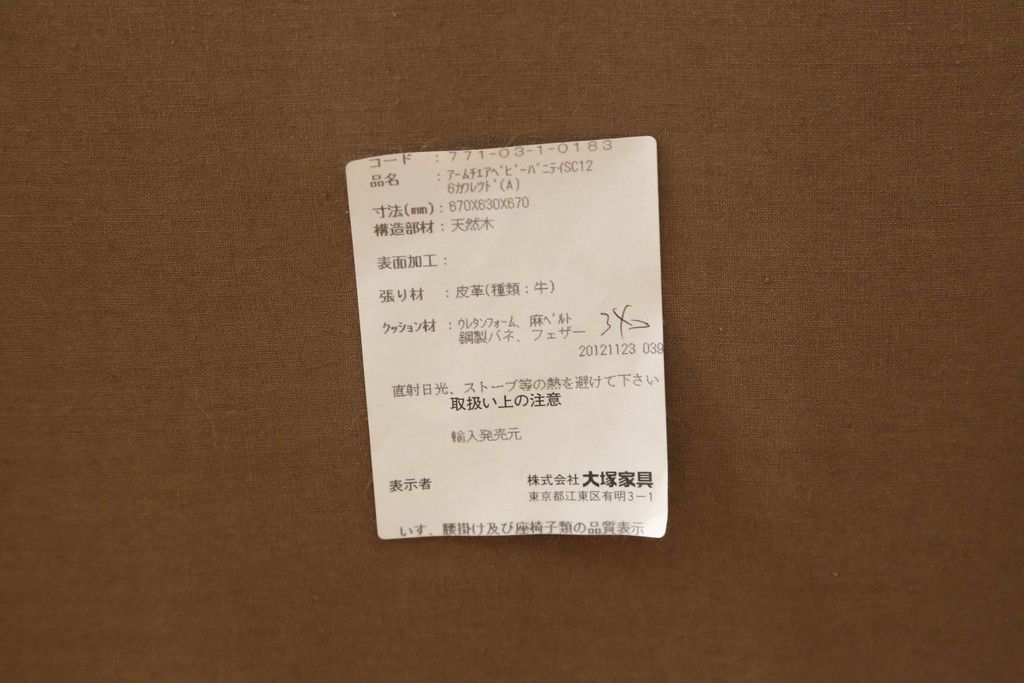 コード : 771-03-1-0183
品名 : ｱｰﾑﾁｪｱﾍﾞﾋﾞｰﾊﾞﾆﾃｲSC12
6ｶﾜﾚﾂﾄﾞ(A)
寸法(mm) : 670X630X670
構造部材 : 天然木
表面加工 :
張り材 : 皮革(種類 : 牛)
ｸｯｼｮﾝ材 : ｳﾚﾀﾝﾌｫｰﾑ、麻ﾍﾞﾙﾄ
鋼製バネ、フェザー
20121123 039
直射日光、ストーブ等の熱を避けて下さい
取扱い上の注意
輸入発売元
表示者 株式会社 大塚家具
東京都江東区有明3－1
いす、腰掛け及び座椅子類の品質表示